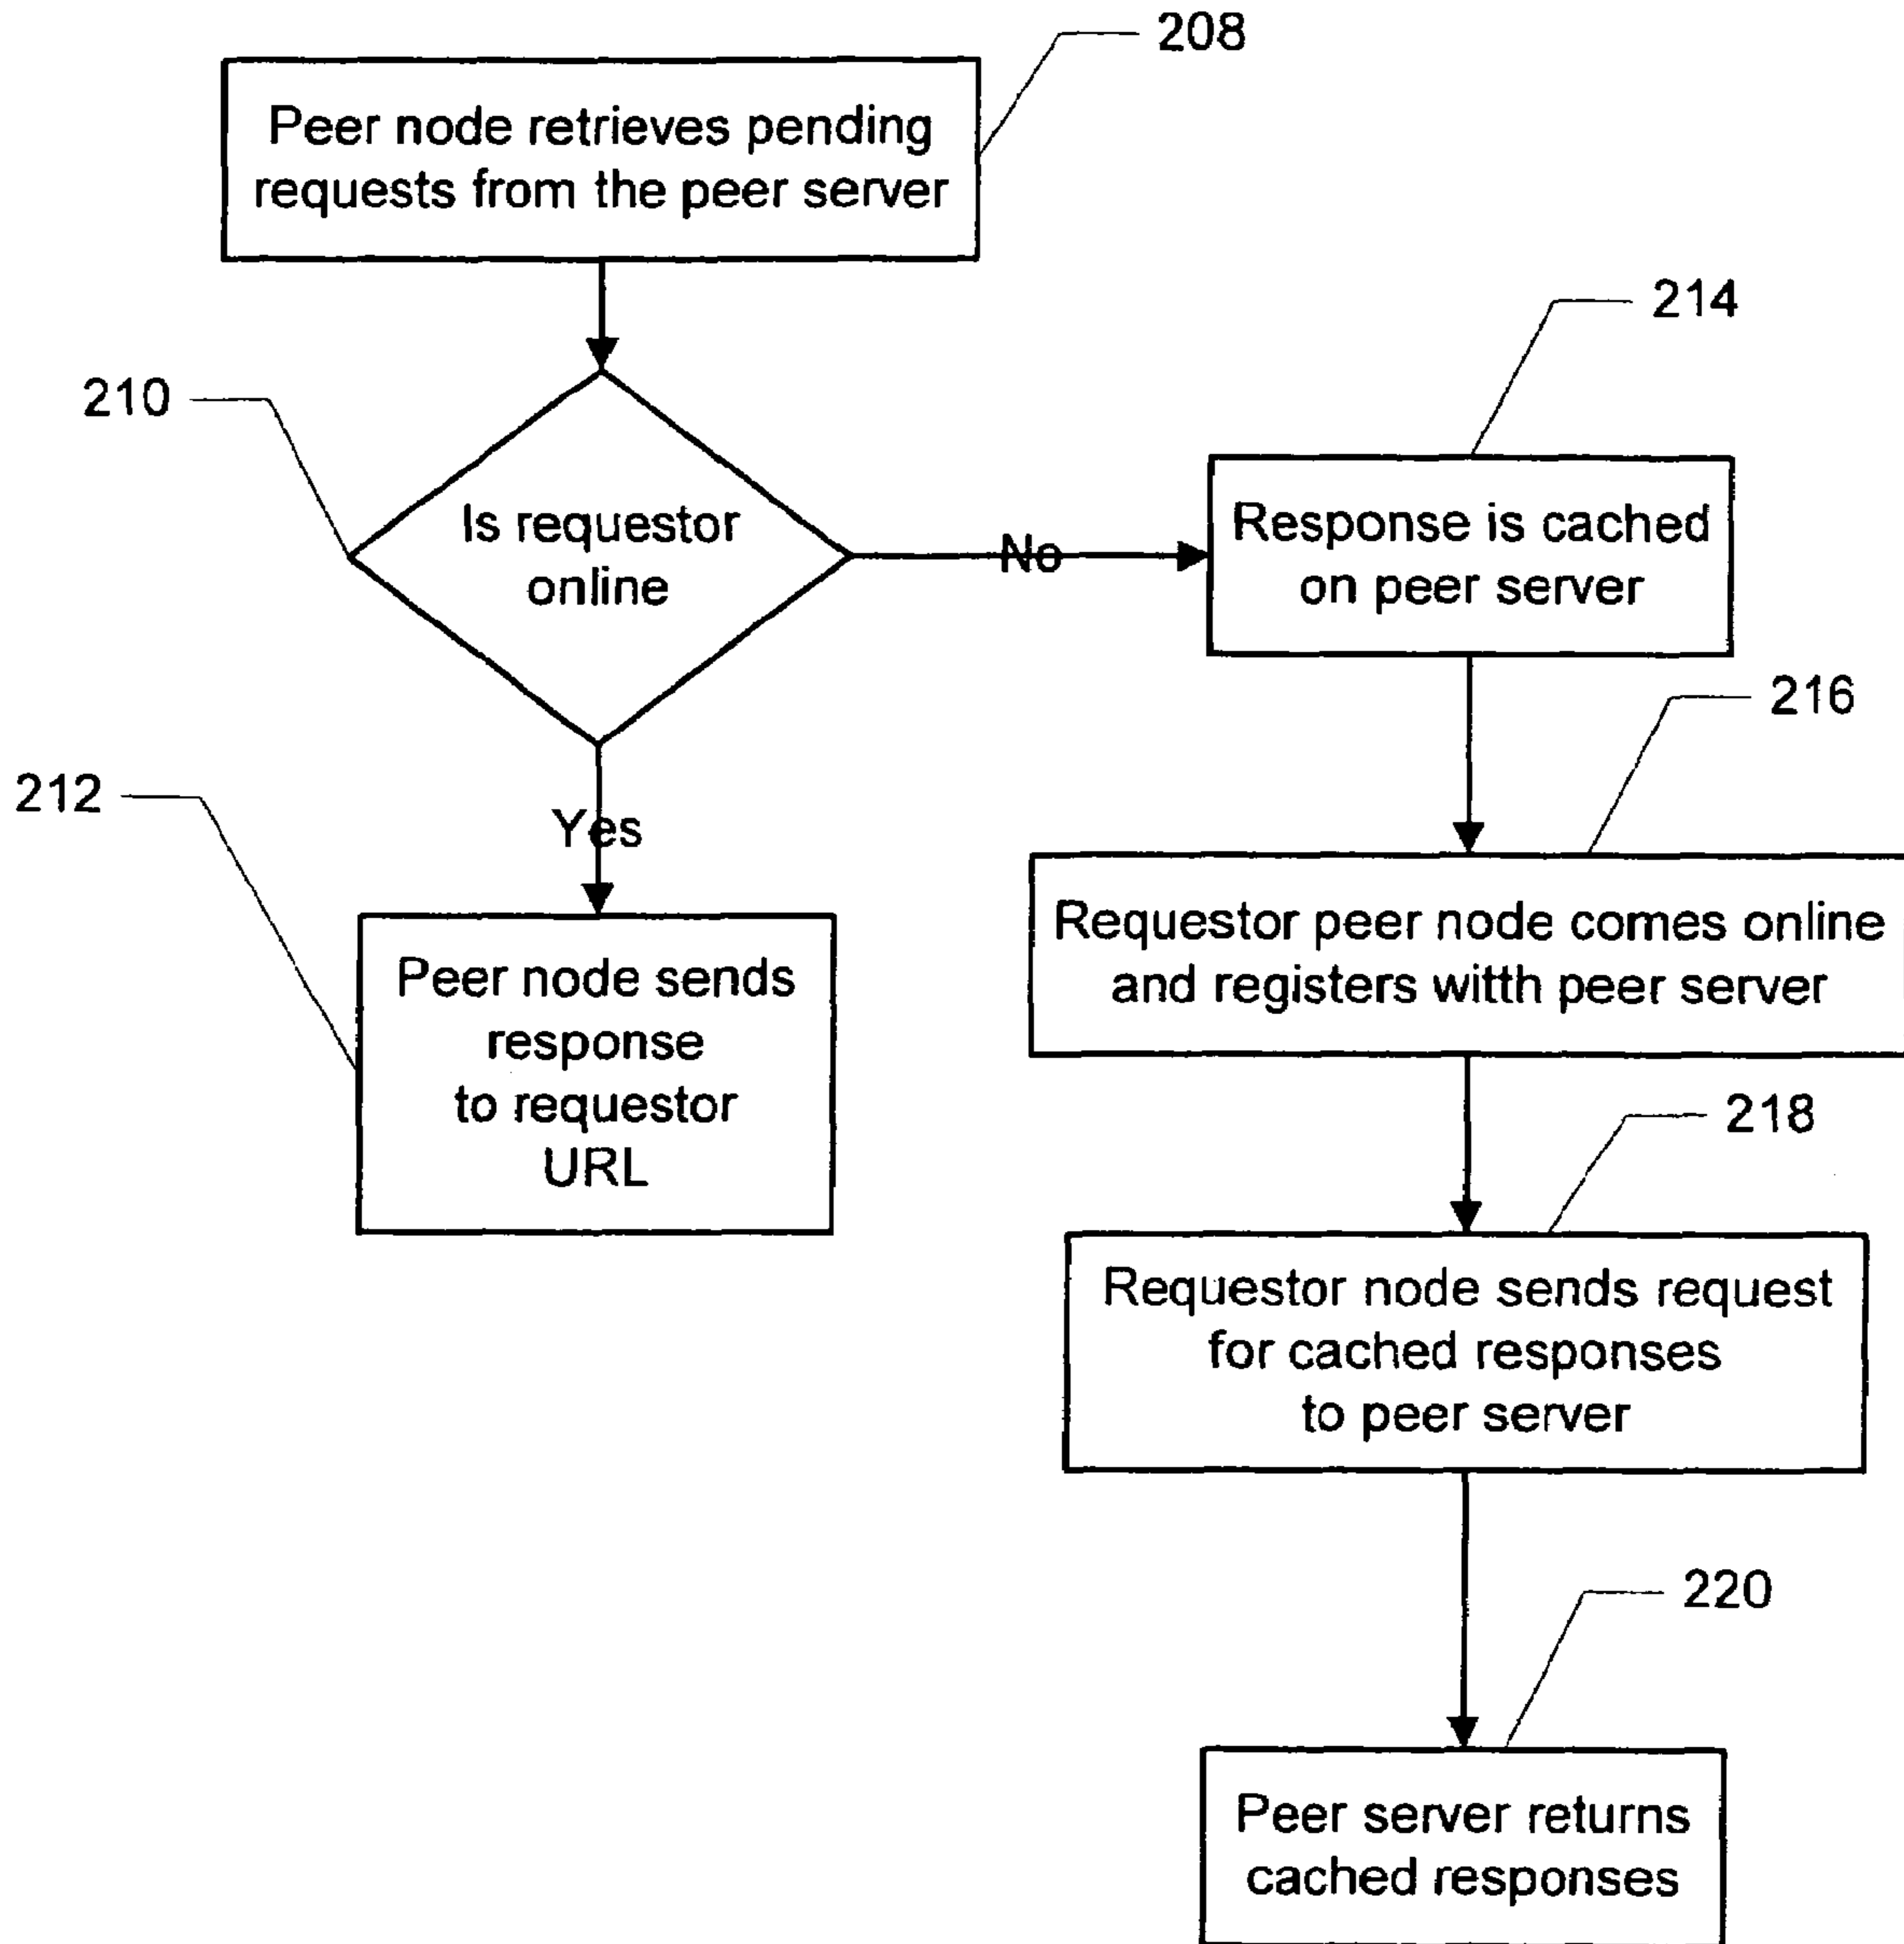 208
Peer node retrieves pending
requests from the peer server
210
Is requestor
online
No
Yes
212
Peer node sends
response
to requestor
URL
214
Response is cached
on peer server
216
Requestor peer node comes online
and registers witth peer server
218
Requestor node sends request
for cached responses
to peer server
220
Peer server returns
cached responses